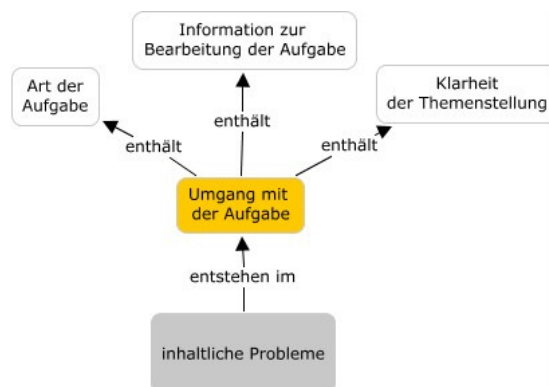 Information zur
Bearbeitung der Aufgabe
Art der
Aufgabe
Klarheit
der Themenstellung
enthält
enthält
enthält
Umgang mit
der Aufgabe
entstehen im
inhaltliche Probleme